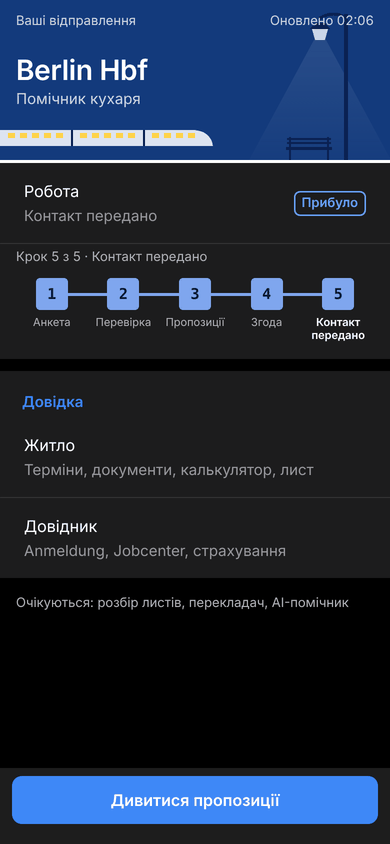 Ваші відправлення
Оновлено 02:06
Berlin Hbf
Помічник кухаря
Робота
Контакт передано
Прибуло
Крок 5 з 5 · Контакт передано
1 2 3 4 5
Анкета Перевірка Пропозиції Згода Контакт
передано
Довідка
Житло
Терміни, документи, калькулятор, лист
Довідник
Anmeldung, Jobcenter, страхування
Очікуються: розбір листів, перекладач, AI-помічник
Дивитися пропозиції